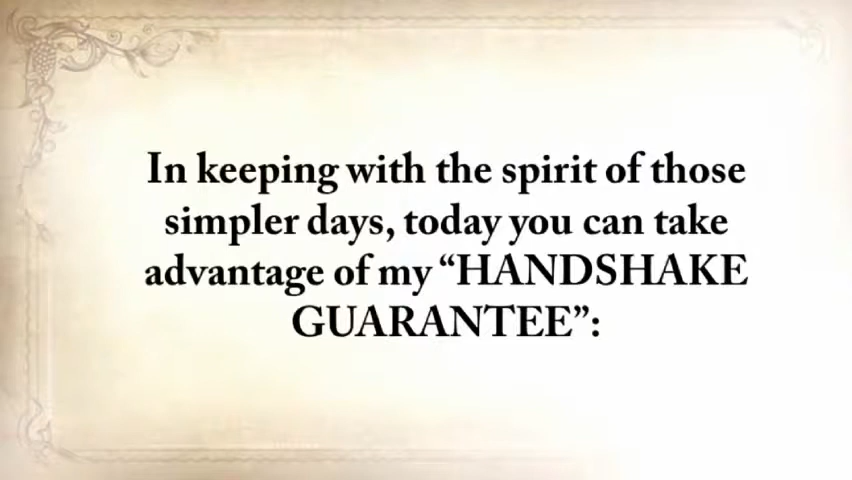 In keeping with the spirit of those
simpler days, today you can take
advantage of my “HANDSHAKE
GUARANTEE”: